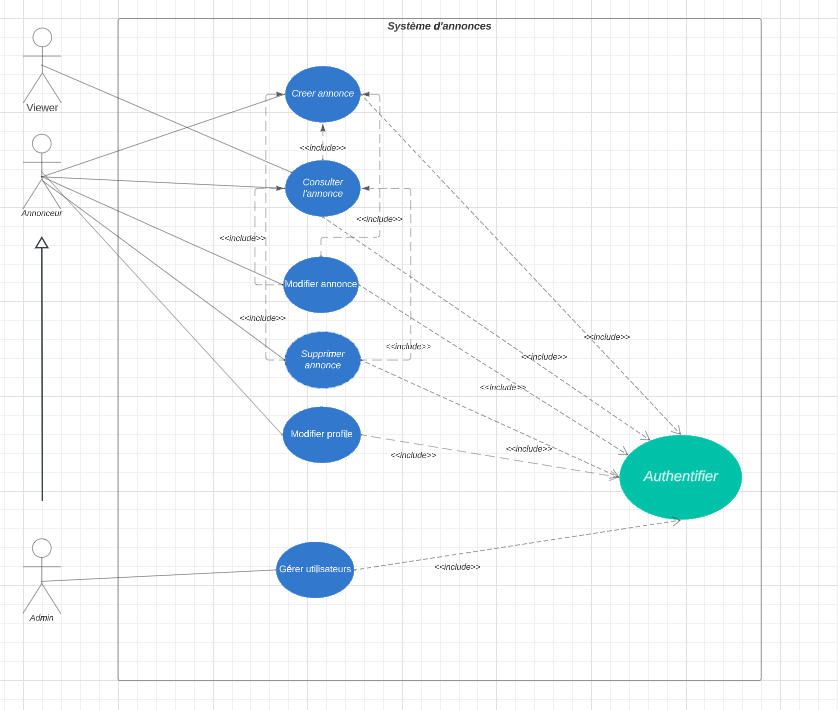 Système d'annonces
Viewer
Creer annonce
<<include>>
Annonceur
Consulter
l'annonce
<<include>>
<<include>>
Modifier annonce
<<include>>
<<include>>
<<include>>
Supprimer
annonce
<<include>>
<<include>>
Modifier profile
<<include>>
<<include>>
Authentifier
Gérer utilisateurs
<<include>>
Admin